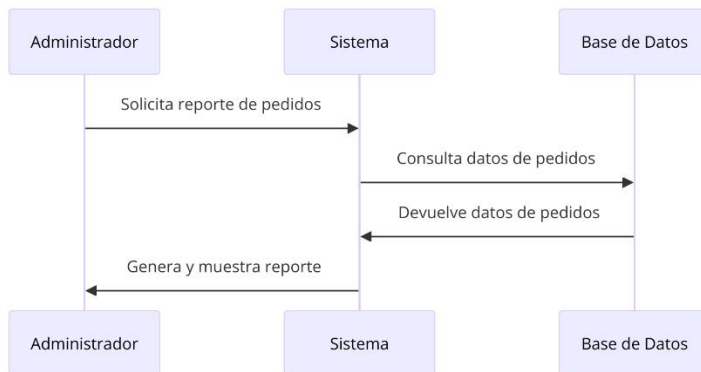 Administrador
Sistema
Base de Datos
Solicita reporte de pedidos
Consulta datos de pedidos
Devuelve datos de pedidos
Genera y muestra reporte
Administrador
Sistema
Base de Datos